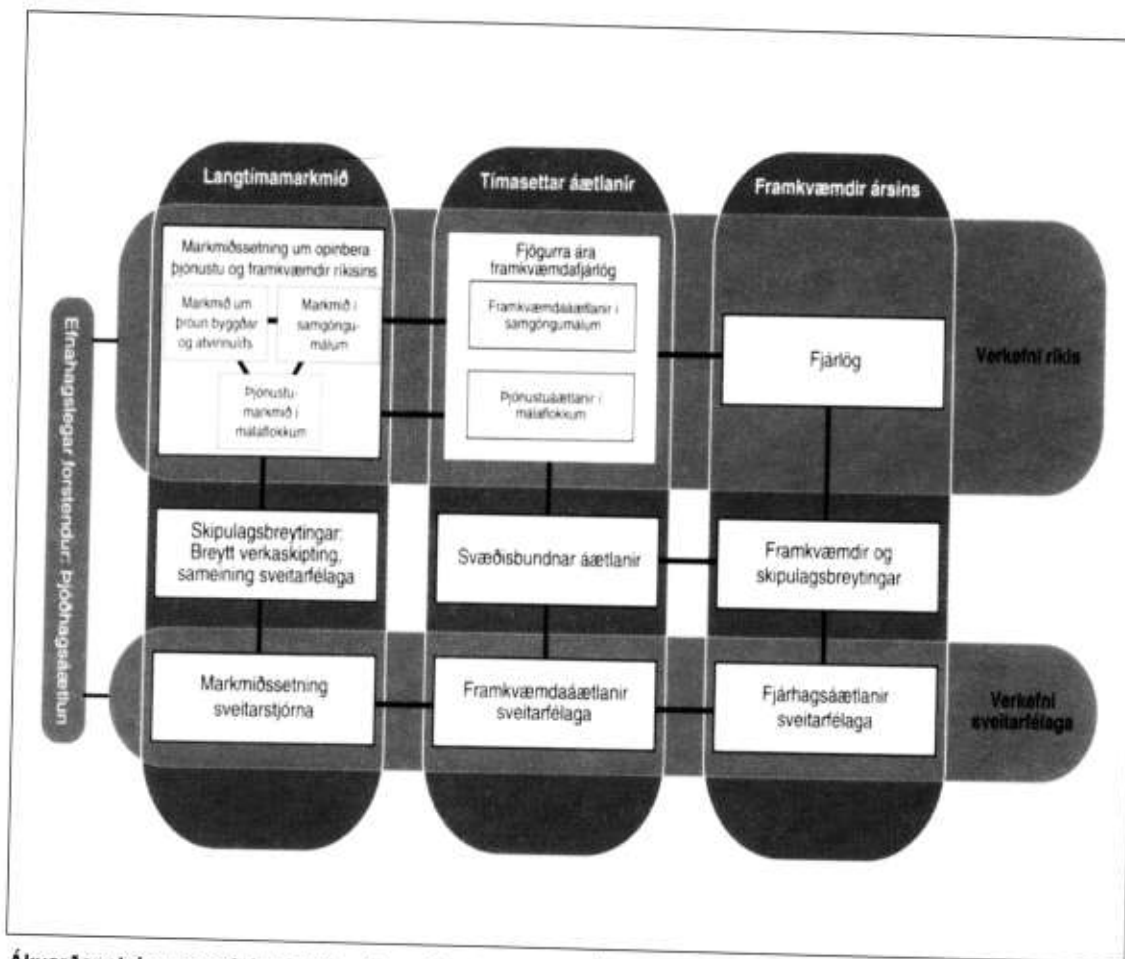 Langtímamarkmið
Tímasettar áætlanir
Framkvæmdir ársins
Markmiðssetning um opinbera
þjónustu og framkvæmdir ríkisins
Markmið um
þróun byggðar
og atvinnulífs
Markmið í
samgöngu-
málum
Þjónustu-
markmið í
málaflokkum
Fjögurra ára
framkvæmdafjárlög
Framkvæmdaáætlanir í
samgöngumálum
Þjónustuáætlanir í
málaflokkum
Fjárlög
Verkefni ríkis
Efnahagslegar forsendur: Þjóðhagsáætlun
Skipulagsbreytingar:
Breytt verkaskipting,
sameining sveitarfélaga
Svæðisbundnar áætlanir
Framkvæmdir og
skipulagsbreytingar
Markmiðssetning
sveitarstjórna
Framkvæmdaáætlanir
sveitarfélaga
Fjárhagsáætlanir
sveitarfélaga
Verkefni
sveitarfélaga